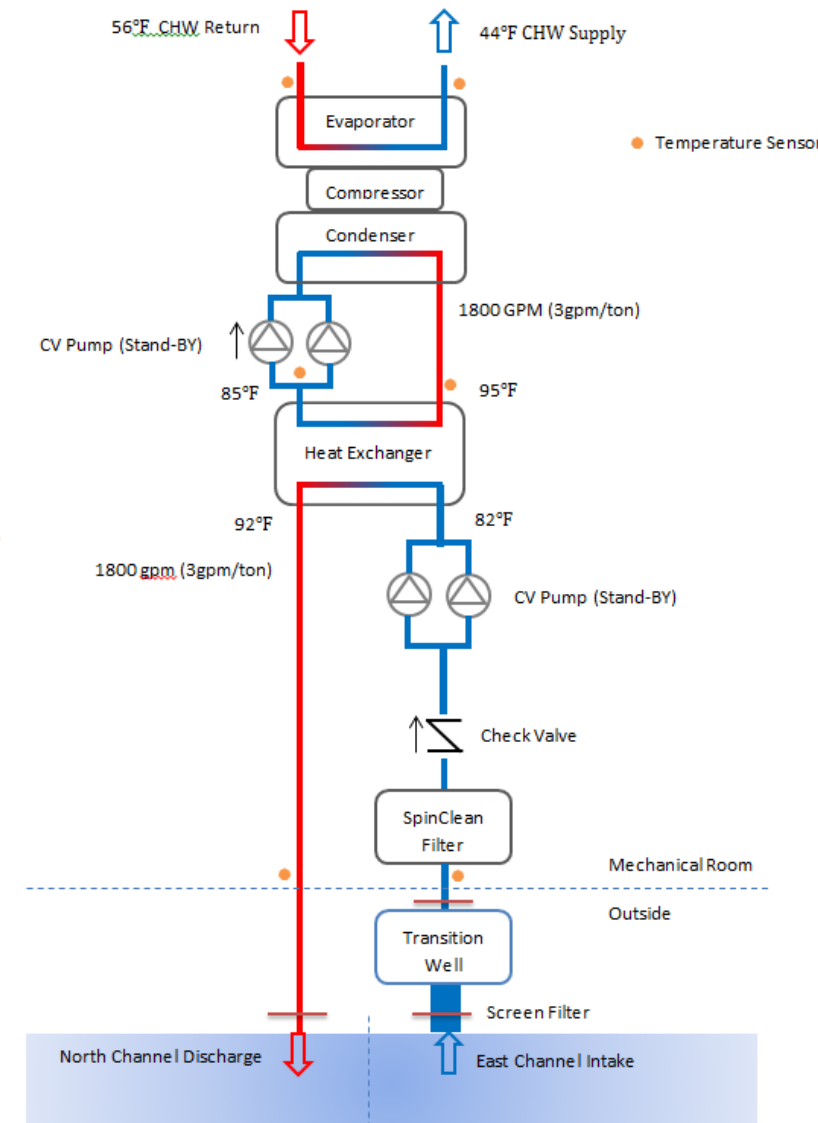 56°F CHW Return
44°F CHW Supply
Evaporator
Temperature Sensor
Compressor
Condenser
1800 GPM (3gpm/ton)
CV Pump (Stand-BY)
85°F
95°F
Heat Exchanger
92°F
82°F
1800 gpm (3gpm/ton)
CV Pump (Stand-BY)
Check Valve
SpinClean
Filter
Mechanical Room
Outside
Transition
Well
Screen Filter
North Channel Discharge
East Channel Intake